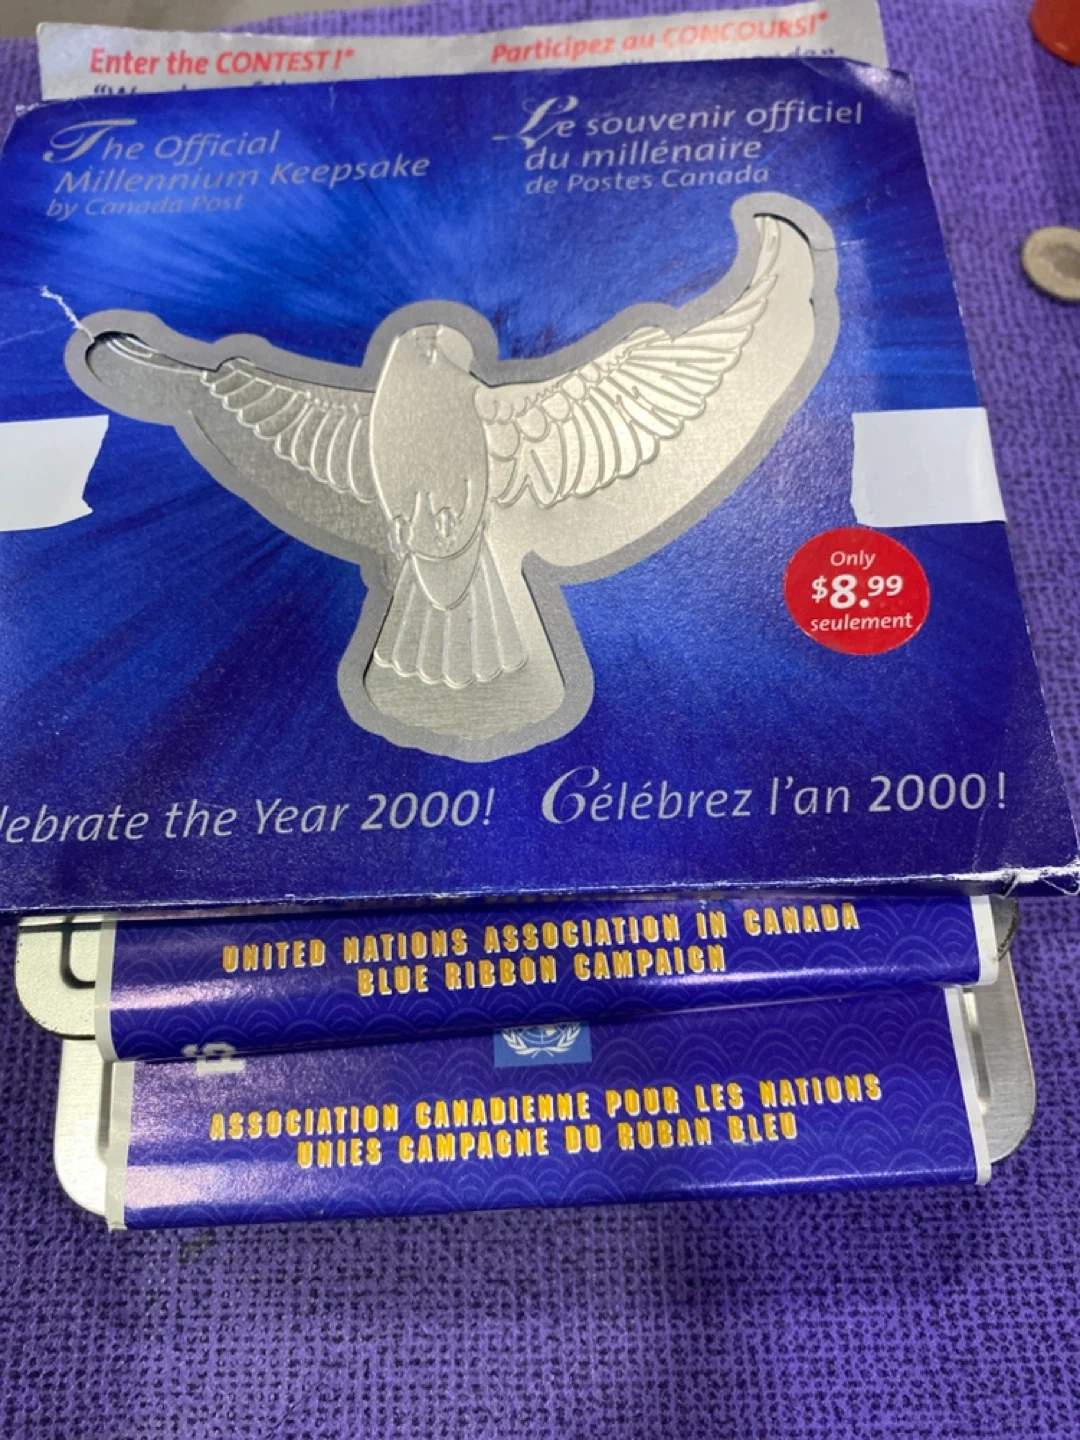 Enter the CONTEST!*
Participez au CONCOURS!*
The Official
Millennium Keepsake
by Canada Post
Le souvenir officiel
du millénaire
de Postes Canada
Only
$8.99
seulement
lebrate the Year 2000!
Célébrez l'an 2000!
UNITED NATIONS ASSOCIATION IN CANADA
BLUE RIBBON CAMPAIGN
ASSOCIATION CANADIENNE POUR LES NATIONS
UNIES CAMPAGNE DU RUBAN BLEU